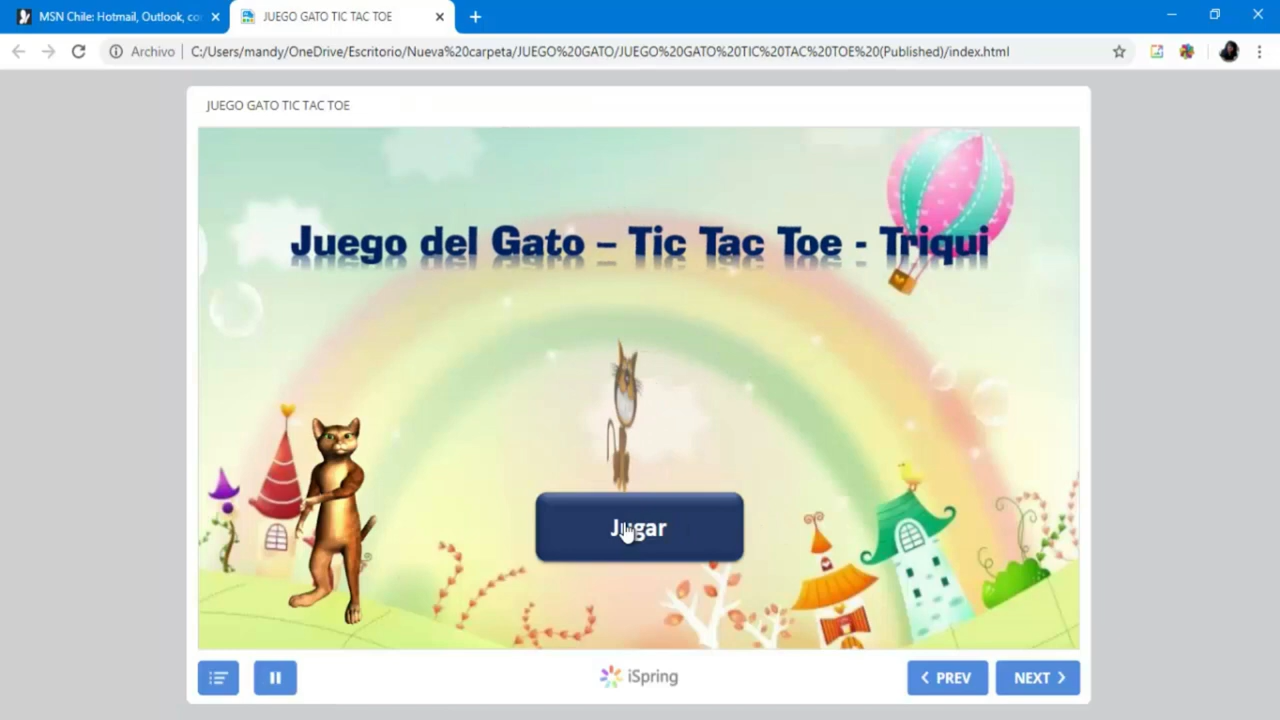 MSN Chile: Hotmail, Outlook, co
JUEGO GATO TIC TAC TOE
Archivo
C:/Users/mandy/OneDrive/Escritorio/Nueva%20carpeta/JUEGO%20GATO/JUEGO%20GATO%20TIC%20TAC%20TOE%20(Published)/index.html
JUEGO GATO TIC TAC TOE
Juego del Gato – Tic Tac Toe - Triqui
Jugar
iSpring
PREV
NEXT